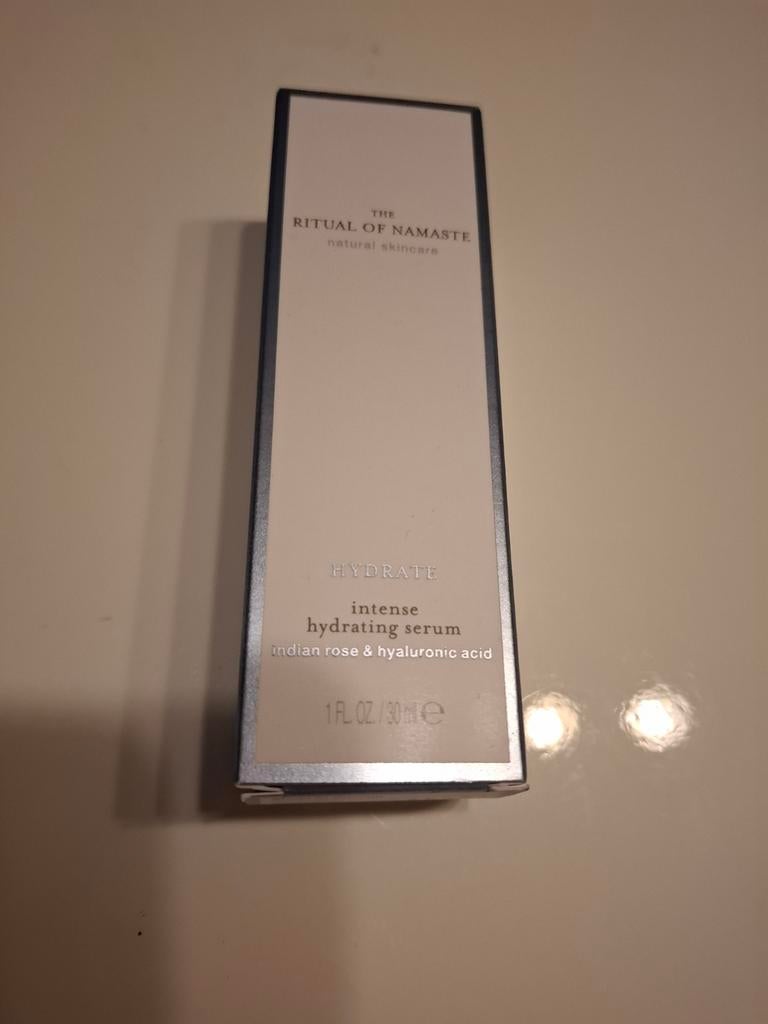 THE
RITUAL OF NAMASTE
natural skincare
HYDRATE
intense
hydrating serum
indian rose & hyaluronic acid
1 FL. OZ. / 30 ml ℮